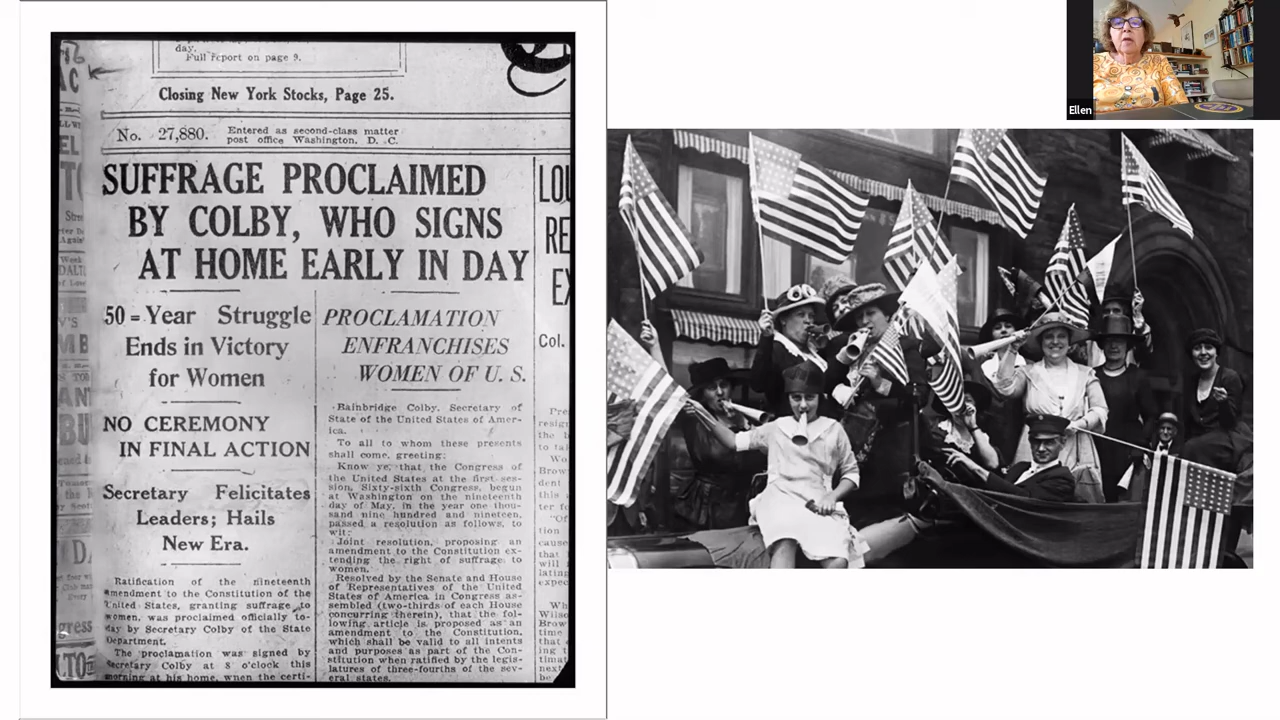 day.
Full report on page 9.
Closing New York Stocks, Page 25.
No. 27,880.
Entered as second-class matter
post office Washington, D. C.
SUFFRAGE PROCLAIMED
BY COLBY, WHO SIGNS
AT HOME EARLY IN DAY
50-Year Struggle
Ends in Victory
for Women
NO CEREMONY
IN FINAL ACTION
Secretary Felicitates
Leaders; Hails
New Era.
Ratification of the nineteenth
amendment to the Constitution of the
United States, granting suffrage to
women, was proclaimed officially to-
day by Secretary Colby of the State
Department.
The proclamation was signed by
Secretary Colby at 8 o'clock this
morning at his home, when the certi-
PROCLAMATION
ENFRANCHISES
WOMEN OF U. S.
Bainbridge Colby, Secretary of
State of the United States of Amer-
ica.
To all to whom these presents
shall come, greeting:
Know ye, that the Congress of
the United States at the first ses-
sion, Sixty-sixth Congress, begun
at Washington on the nineteenth
day of May, in the year one thou-
sand nine hundred and nineteen,
passed a resolution as follows, to
wit:
Joint resolution, proposing an
amendment to the Constitution ex-
tending the right of suffrage to
women.
Resolved by the Senate and House
of Representatives of the United
States of America in Congress as-
sembled (two-thirds of each House
concurring therein), that the fol-
lowing article is proposed as an
amendment to the Constitution,
which shall be valid to all intents
and purposes as part of the Con-
stitution when ratified by the legis-
latures of three-fourths of the sev-
eral states.
Col.
Ellen